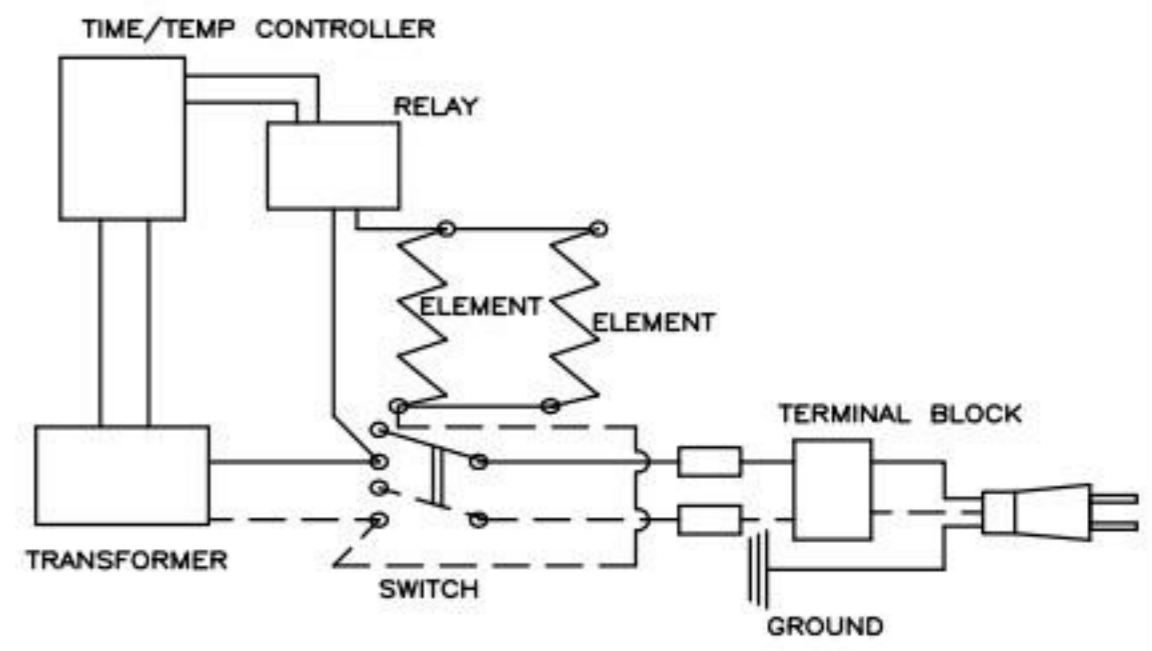 TIME/TEMP CONTROLLER
RELAY
ELEMENT
ELEMENT
TERMINAL BLOCK
TRANSFORMER
SWITCH
GROUND